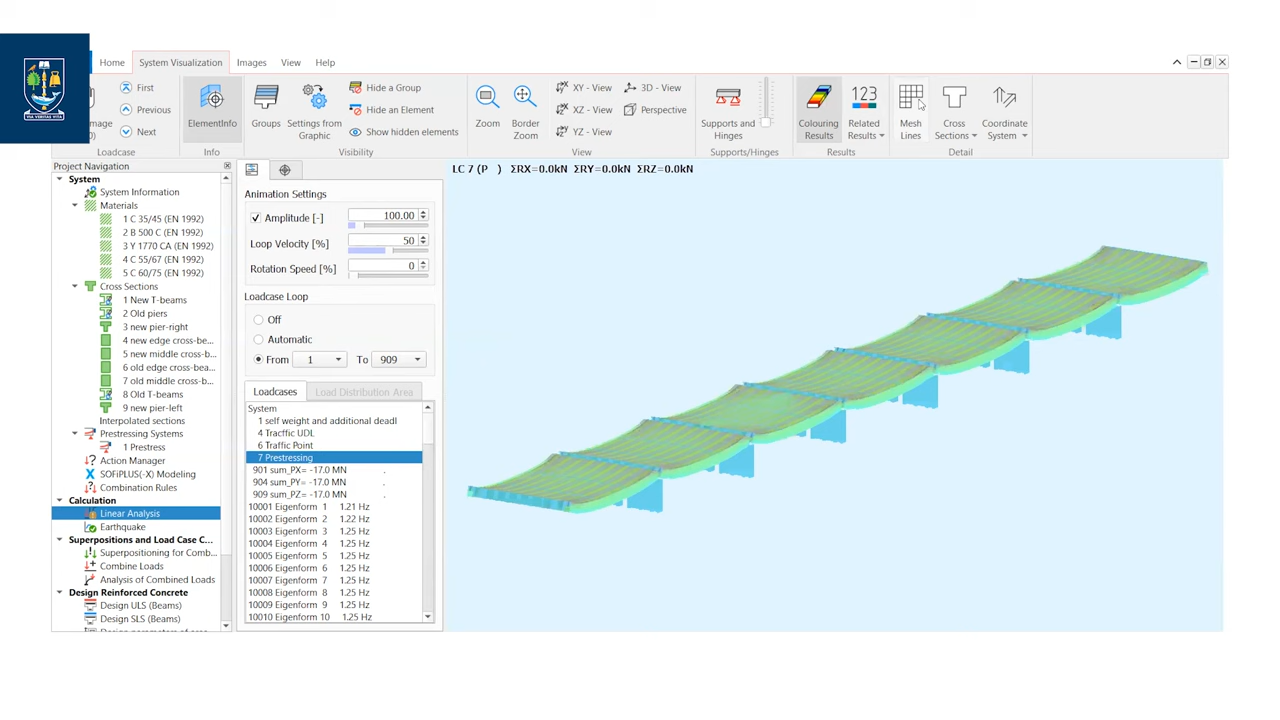 VIA VERITAS VITA
Home
System Visualization
Images
View
Help
First
Previous
Next
Loadcase
ElementInfo
Info
Groups
Settings from Graphic
Hide a Group
Hide an Element
Show hidden elements
Visibility
Zoom
Border Zoom
XY - View
XZ - View
YZ - View
3D - View
Perspective
View
Supports and Hinges
Supports/Hinges
Colouring Results
123
Related Results
Results
Mesh Lines
Cross Sections
Coordinate System
Detail
Project Navigation
System
System Information
Materials
1 C 35/45 (EN 1992)
2 B 500 C (EN 1992)
3 Y 1770 CA (EN 1992)
4 C 55/67 (EN 1992)
5 C 60/75 (EN 1992)
Cross Sections
1 New T-beams
2 Old piers
3 new pier-right
4 new edge cross-be...
5 new middle cross-b...
6 old edge cross-bea...
7 old middle cross-b...
8 Old T-beams
9 new pier-left
Interpolated sections
Prestressing Systems
1 Prestress
Action Manager
SOFiPLUS(-X) Modeling
Combination Rules
Calculation
Linear Analysis
Earthquake
Superpositions and Load Case C...
Superpositioning for Comb...
Combine Loads
Analysis of Combined Loads
Design Reinforced Concrete
Design ULS (Beams)
Design SLS (Beams)
Animation Settings
Amplitude [-] 100.00
Loop Velocity [%] 50
Rotation Speed [%] 0
Loadcase Loop
Off
Automatic
From 1 To 909
Loadcases
Load Distribution Area
System
1 self weight and additional deadl
4 Tracffic UDL
6 Traffic Point
7 Prestressing
901 sum_PX= -17.0 MN .
904 sum_PY= -17.0 MN .
909 sum_PZ= -17.0 MN .
10001 Eigenform 1 1.21 Hz
10002 Eigenform 2 1.22 Hz
10003 Eigenform 3 1.25 Hz
10004 Eigenform 4 1.25 Hz
10005 Eigenform 5 1.25 Hz
10006 Eigenform 6 1.25 Hz
10007 Eigenform 7 1.25 Hz
10008 Eigenform 8 1.25 Hz
10009 Eigenform 9 1.25 Hz
10010 Eigenform 10 1.25 Hz
LC 7 (P ) ΣRX=0.0kN ΣRY=0.0kN ΣRZ=0.0kN